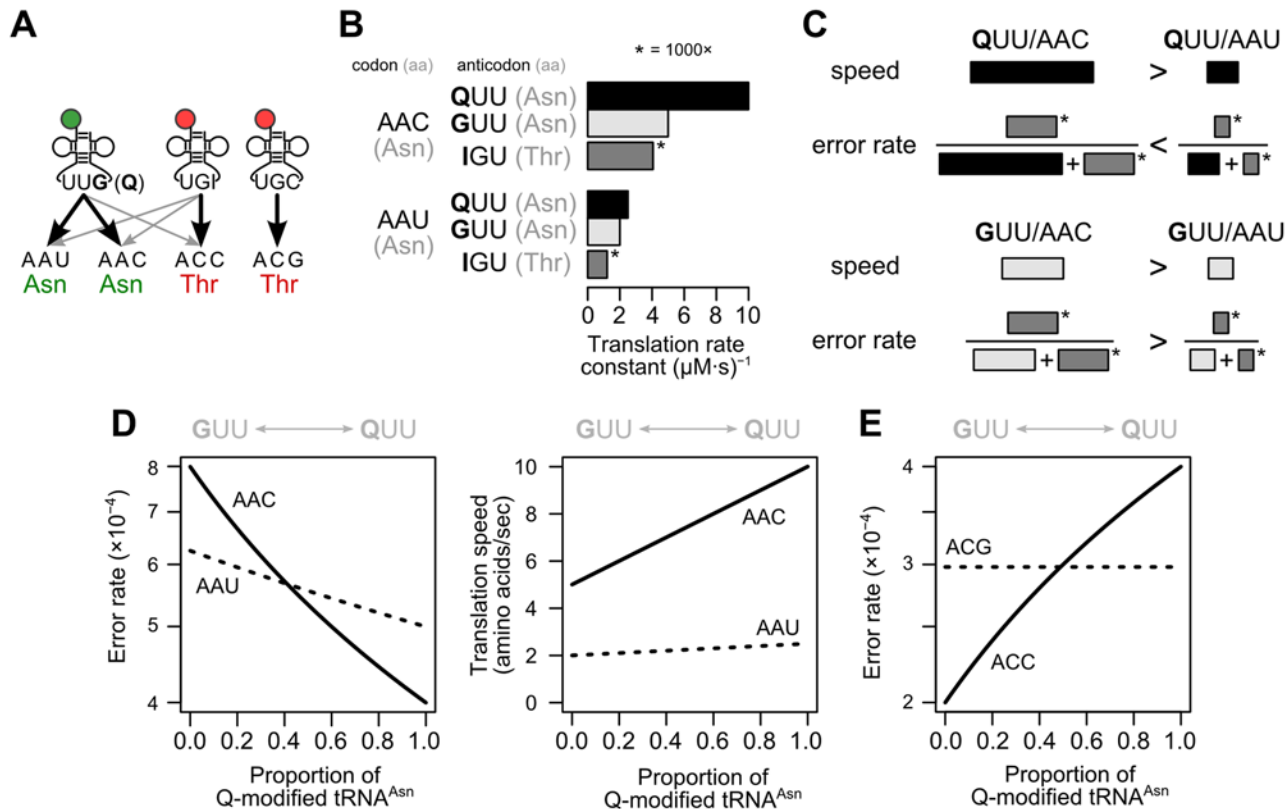 A
UUG (Q)
UGI
UGC
AAU
AAC
ACC
ACG
Asn
Asn
Thr
Thr
B
* = 1000×
codon (aa)
anticodon (aa)
AAC
(Asn)
QUU (Asn)
GUU (Asn)
IGU (Thr)
*
AAU
(Asn)
QUU (Asn)
GUU (Asn)
IGU (Thr)
*
0 2 4 6 8 10
Translation rate
constant (μM·s)⁻¹
C
QUU/AAC
QUU/AAU
speed
>
error rate
*
+
*
<
*
+
*
GUU/AAC
GUU/AAU
speed
>
error rate
*
+
*
>
*
+
*
D
GUU
QUU
Error rate (×10⁻⁴)
8
7
6
5
4
AAC
AAU
0.0 0.2 0.4 0.6 0.8 1.0
Proportion of
Q-modified tRNA^Asn
GUU
QUU
Translation speed
(amino acids/sec)
10
8
6
4
2
0
AAC
AAU
0.0 0.2 0.4 0.6 0.8 1.0
Proportion of
Q-modified tRNA^Asn
E
GUU
QUU
Error rate (×10⁻⁴)
4
3
2
ACG
ACC
0.0 0.2 0.4 0.6 0.8 1.0
Proportion of
Q-modified tRNA^Asn